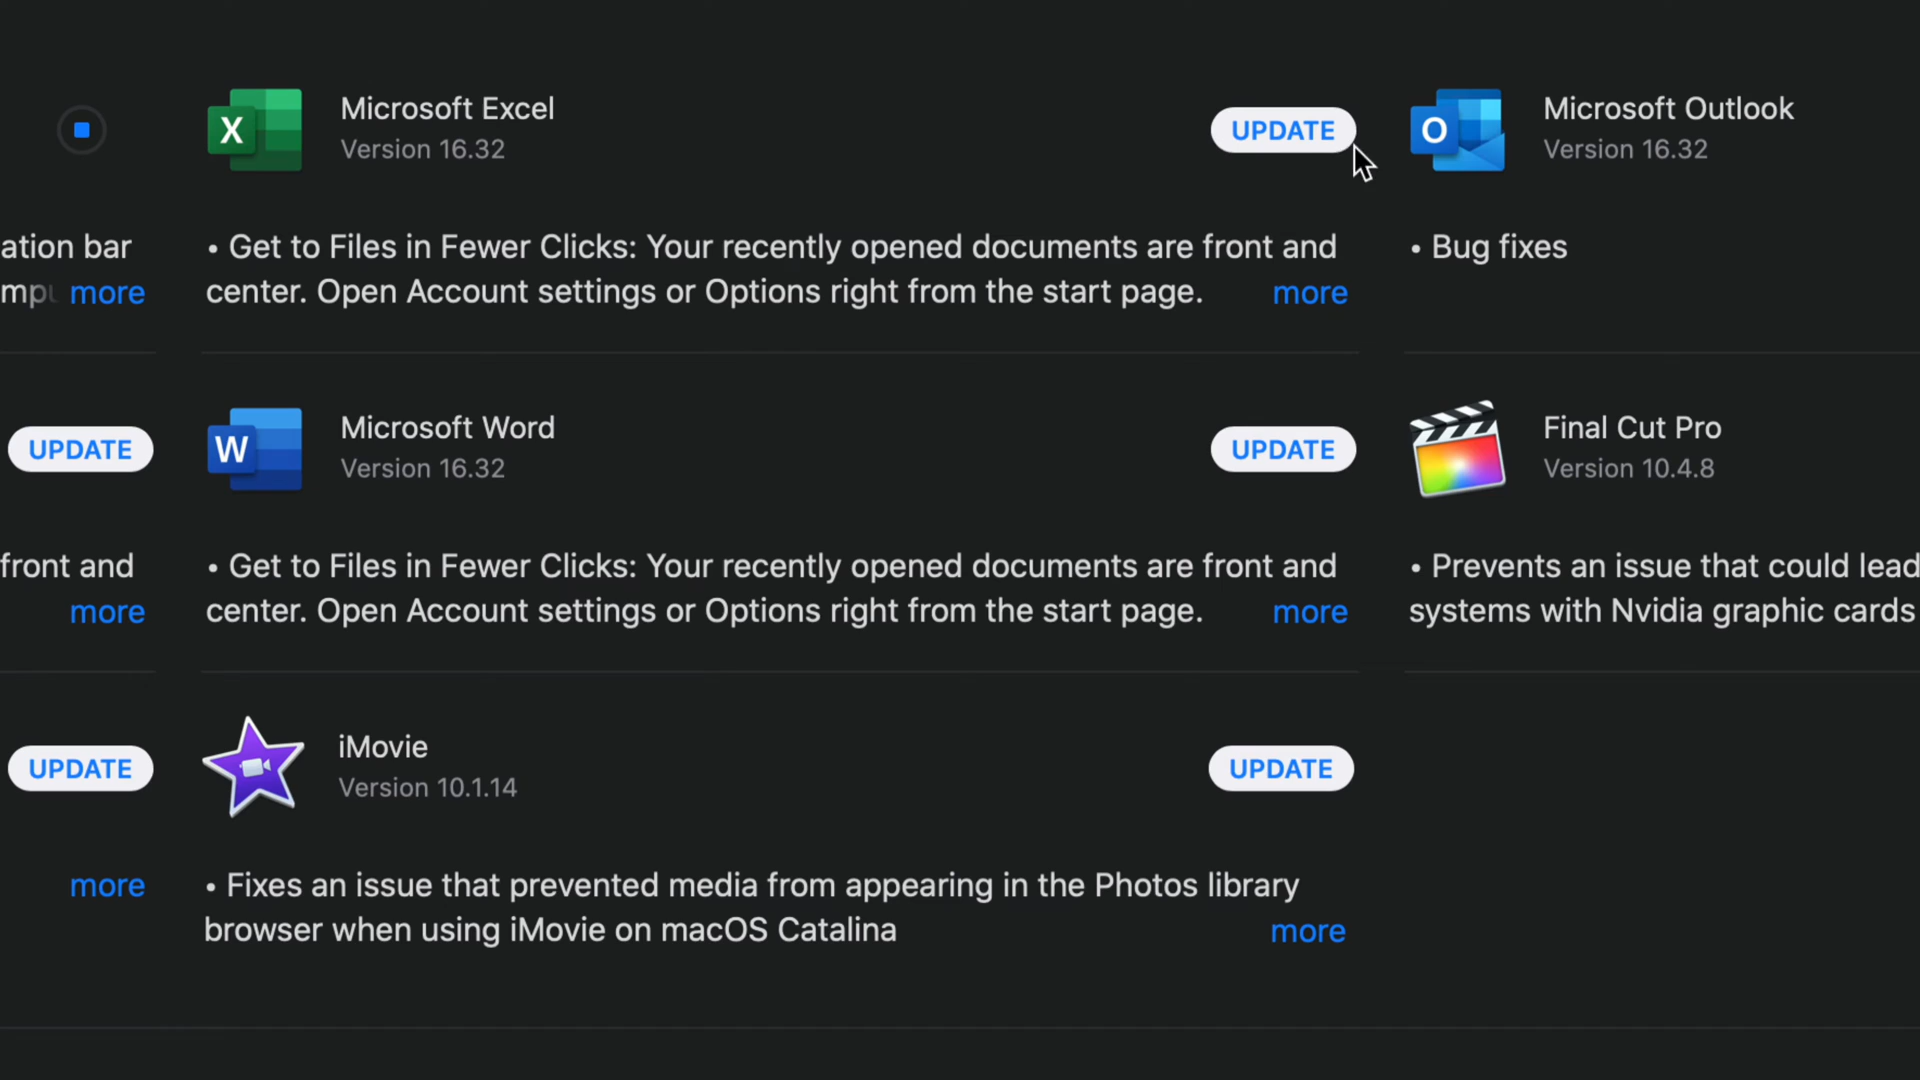 X
Microsoft Excel
Version 16.32
UPDATE
O
Microsoft Outlook
Version 16.32
ation bar
more
• Get to Files in Fewer Clicks: Your recently opened documents are front and
center. Open Account settings or Options right from the start page.
more
• Bug fixes
UPDATE
W
Microsoft Word
Version 16.32
UPDATE
Final Cut Pro
Version 10.4.8
front and
more
• Get to Files in Fewer Clicks: Your recently opened documents are front and
center. Open Account settings or Options right from the start page.
more
• Prevents an issue that could lead
systems with Nvidia graphic cards
UPDATE
iMovie
Version 10.1.14
UPDATE
more
• Fixes an issue that prevented media from appearing in the Photos library
browser when using iMovie on macOS Catalina
more